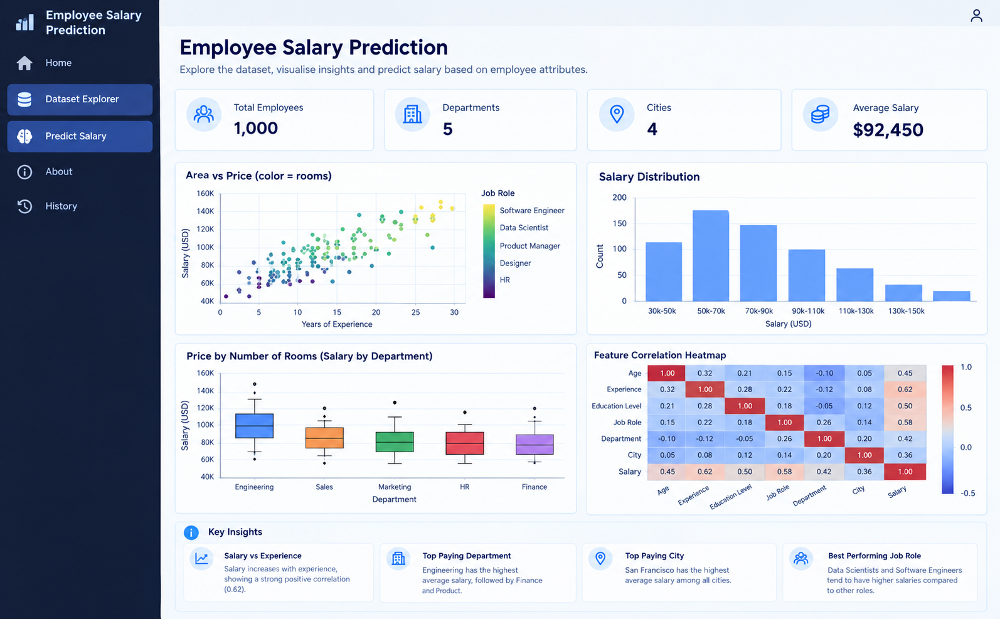 Employee Salary
Prediction
Home
Dataset Explorer
Predict Salary
About
History
Employee Salary Prediction
Explore the dataset, visualise insights and predict salary based on employee attributes.
Total Employees
1,000
Departments
5
Cities
4
Average Salary
$92,450
Area vs Price (color = rooms)
Salary (USD)
160K
140K
120K
100K
80K
60K
40K
0 5 10 15 20 25 30
Years of Experience
Job Role
Software Engineer
Data Scientist
Product Manager
Designer
HR
Salary Distribution
Count
200
150
100
50
0
30k-50k 50k-70k 70k-90k 90k-110k 110k-130k 130k-150k
Salary (USD)
Price by Number of Rooms (Salary by Department)
Salary (USD)
160K
140K
120K
100K
80K
60K
40K
Engineering Sales Marketing HR Finance
Department
Feature Correlation Heatmap
Age 1.00 0.32 0.21 0.15 -0.10 0.05 0.45
Experience 0.32 1.00 0.28 0.22 -0.12 0.08 0.62
Education Level 0.21 0.28 1.00 0.18 -0.05 0.12 0.50
Job Role 0.15 0.22 0.18 1.00 0.26 0.14 0.58
Department -0.10 -0.12 -0.05 0.26 1.00 0.20 0.42
City 0.05 0.08 0.12 0.14 0.20 1.00 0.36
Salary 0.45 0.62 0.50 0.58 0.42 0.36 1.00
Age Experience Education Level Job Role Department City Salary
1.0
0.5
0.0
-0.5
Key Insights
Salary vs Experience
Salary increases with experience,
showing a strong positive correlation
(0.62).
Top Paying Department
Engineering has the highest
average salary, followed by Finance
and Product.
Top Paying City
San Francisco has the highest
average salary among all cities.
Best Performing Job Role
Data Scientists and Software Engineers
tend to have higher salaries compared
to other roles.